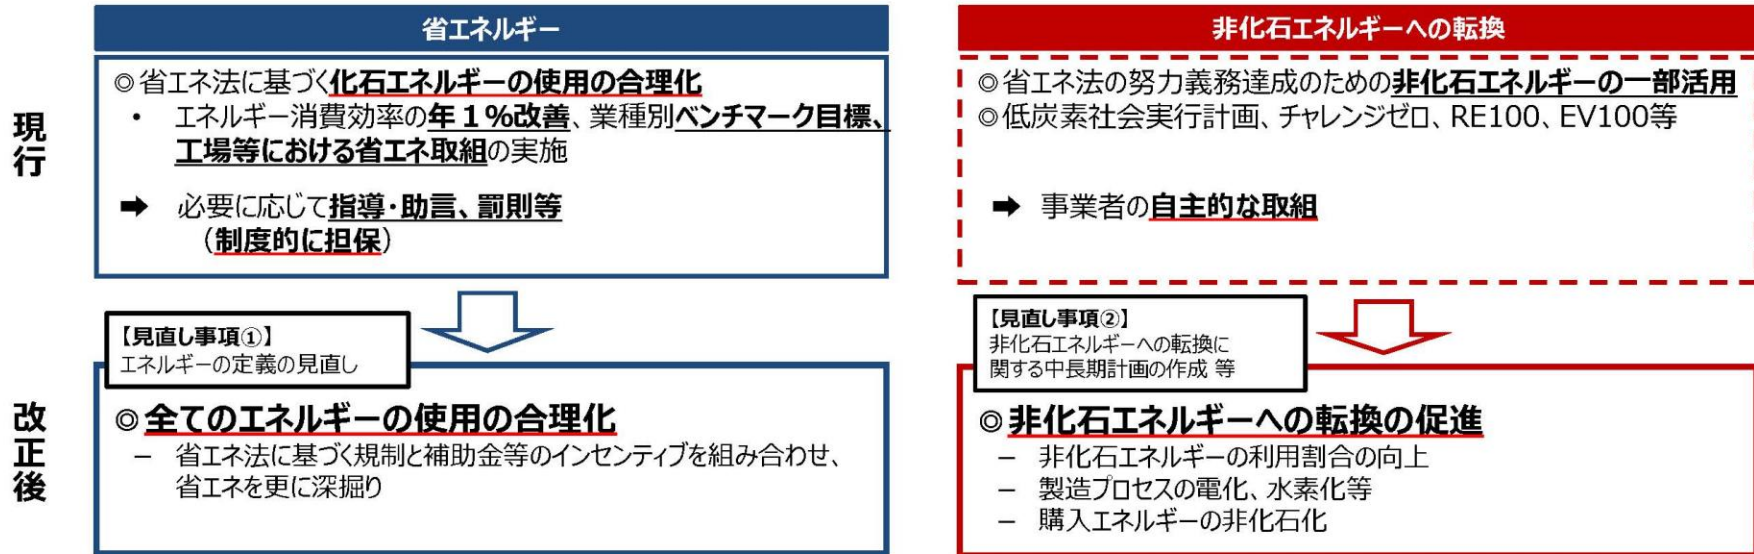 省エネルギー
現行
◎省エネ法に基づく化石エネルギーの使用の合理化
・ エネルギー消費効率の年1%改善、業種別ベンチマーク目標、
工場等における省エネ取組の実施
➡ 必要に応じて指導・助言、罰則等
(制度的に担保)
【見直し事項①】
エネルギーの定義の見直し
改正後
◎全てのエネルギーの使用の合理化
− 省エネ法に基づく規制と補助金等のインセンティブを組み合わせ、
省エネを更に深掘り
非化石エネルギーへの転換
◎省エネ法の努力義務達成のための非化石エネルギーの一部活用
◎低炭素社会実行計画、チャレンジゼロ、RE100、EV100等
➡ 事業者の自主的な取組
【見直し事項②】
非化石エネルギーへの転換に
関する中長期計画の作成 等
◎非化石エネルギーへの転換の促進
− 非化石エネルギーの利用割合の向上
− 製造プロセスの電化、水素化等
− 購入エネルギーの非化石化